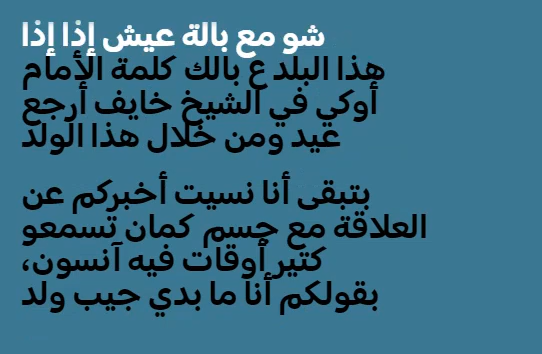 شو مع بالة عيش إذا إذا
هذا البلد ع بالك كلمة الأمام
أوكي في الشيخ خايف أرجع
عيد ومن خلال هذا الولد
بتبقى أنا نسيت أخبركم عن
العلاقة مع جسم كمان تسمعو
كتير أوقات فيه آنسون،
بقولكم أنا ما بدي جيب ولد